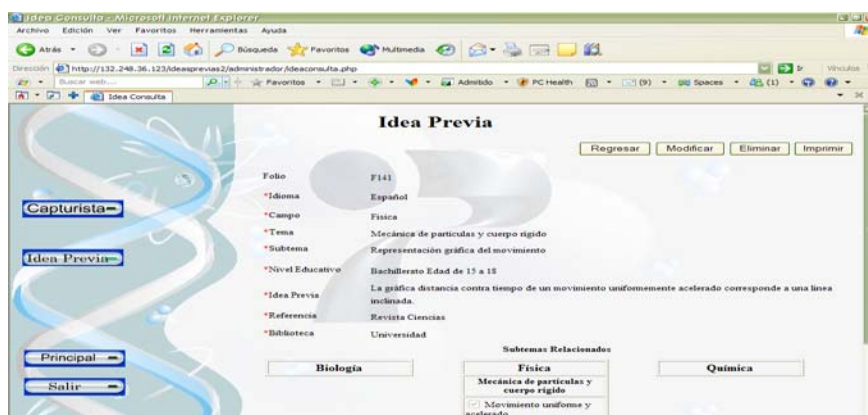 Idea Consulta - Microsoft Internet Explorer
Archivo Edición Ver Favoritos Herramientas Ayuda
Atrás Búsqueda Favoritos Multimedia
Dirección http://132.248.36.123/ideasprevias2/administrador/ideaconsulta.php Ir Vínculos
Buscar web... Favoritos Admitido PC Health (9) Spaces (1)
Idea Consulta
Idea Previa
Regresar Modificar Eliminar Imprimir
Folio F141
*Idioma Español
Capturista
*Campo Física
*Tema Mecánica de partículas y cuerpo rígido
*Subtema Representación gráfica del movimiento
Idea Previa
*Nivel Educativo Bachillerato Edad de 15 a 18
*Idea Previa La gráfica distancia contra tiempo de un movimiento uniformemente acelerado corresponde a una línea
inclinada.
*Referencia Revista Ciencias
*Biblioteca Universidad
Subtemas Relacionados
Principal
Biología Física Química
Mecánica de partículas y
cuerpo rígido
Salir
Movimiento uniforme y
acelerado